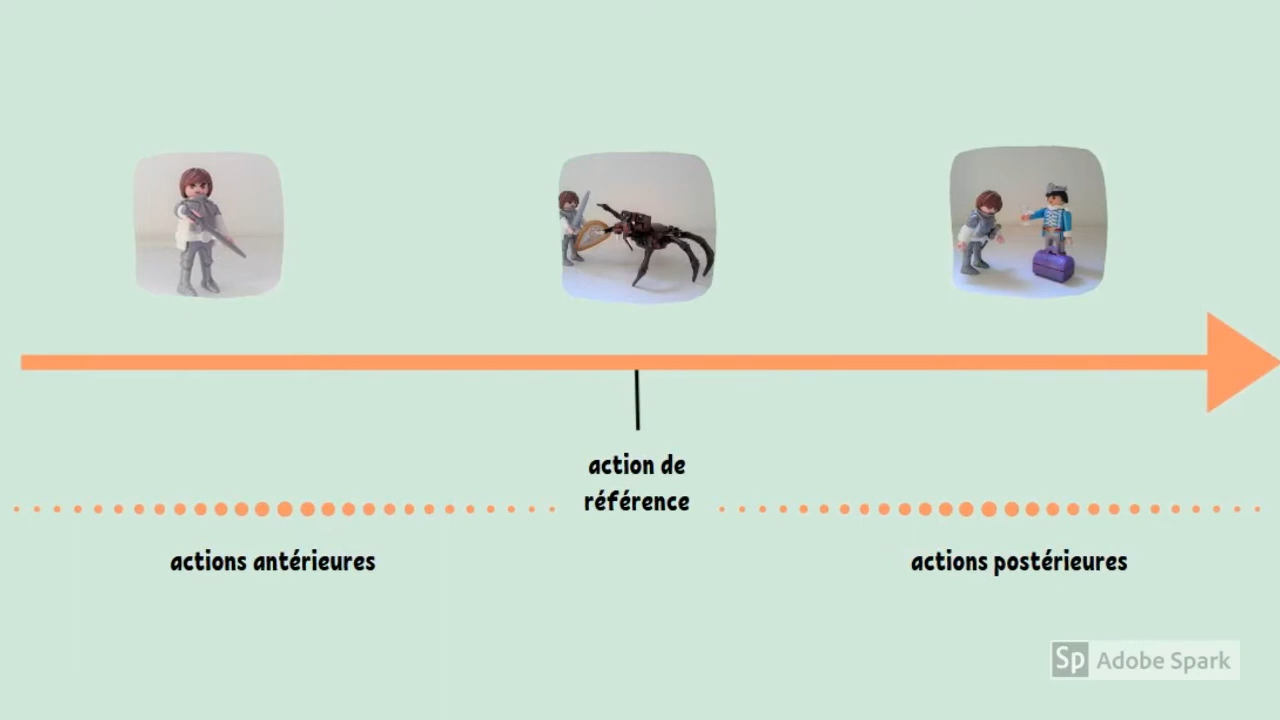 action de
référence
actions antérieures
actions postérieures
Sp Adobe Spark